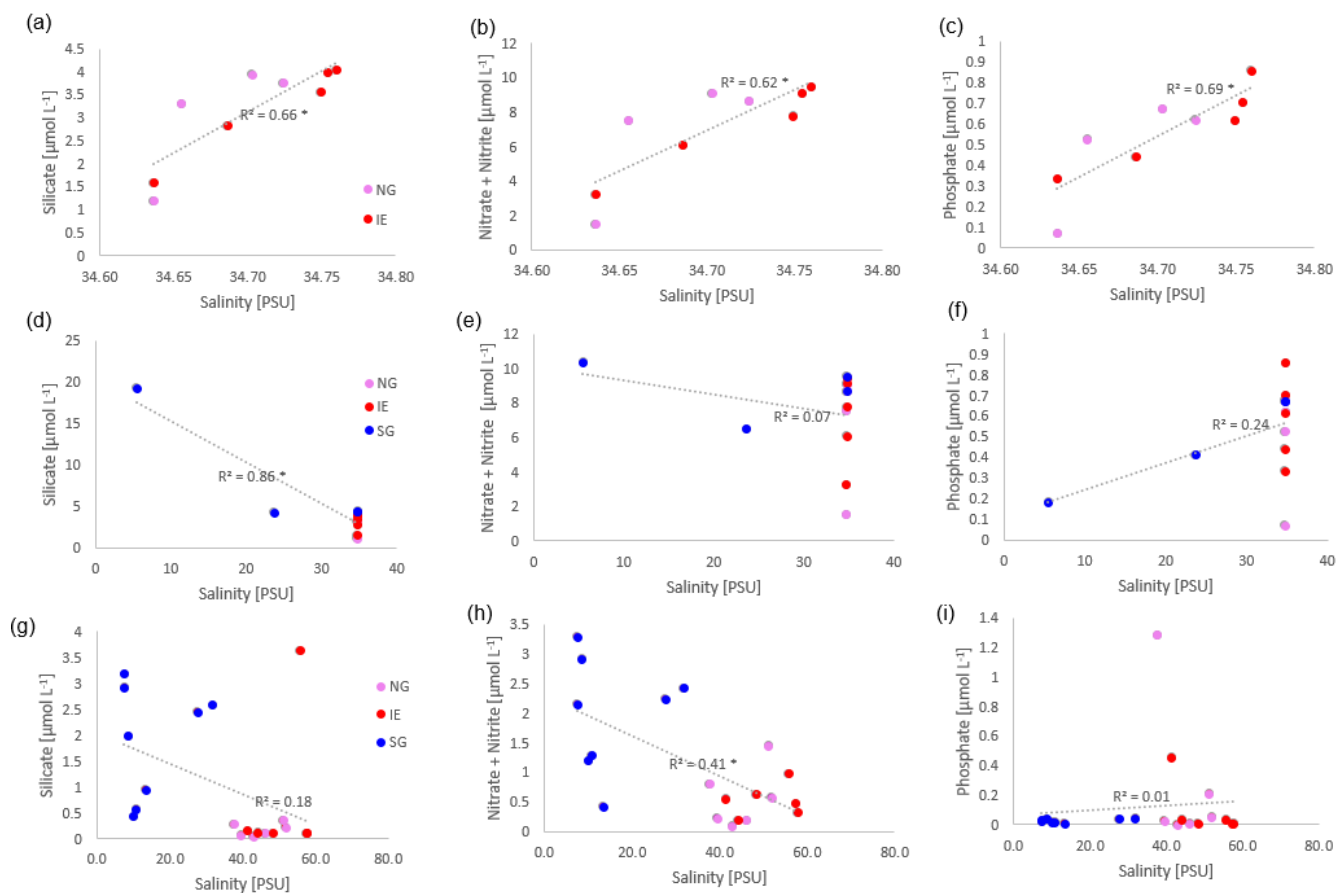 (a)
Silicate [µmol L⁻¹]
4.5
4
3.5
3
2.5
2
1.5
1
0.5
0
R² = 0.66 *
NG
IE
34.60 34.65 34.70 34.75 34.80
Salinity [PSU]
(b)
Nitrate + Nitrite [µmol L⁻¹]
12
10
8
6
4
2
0
R² = 0.62 *
34.60 34.65 34.70 34.75 34.80
Salinity [PSU]
(c)
Phosphate [µmol L⁻¹]
1
0.9
0.8
0.7
0.6
0.5
0.4
0.3
0.2
0.1
0
R² = 0.69 *
34.60 34.65 34.70 34.75 34.80
Salinity [PSU]
(d)
Silicate [µmol L⁻¹]
25
20
15
10
5
0
NG
IE
SG
R² = 0.86 *
0 10 20 30 40
Salinity [PSU]
(e)
Nitrate + Nitrite [µmol L⁻¹]
12
10
8
6
4
2
0
R² = 0.07
0 10 20 30 40
Salinity [PSU]
(f)
Phosphate [µmol L⁻¹]
1
0.9
0.8
0.7
0.6
0.5
0.4
0.3
0.2
0.1
0
R² = 0.24
0 10 20 30 40
Salinity [PSU]
(g)
Silicate [µmol L⁻¹]
4
3.5
3
2.5
2
1.5
1
0.5
0
NG
IE
SG
R² = 0.18
0.0 20.0 40.0 60.0 80.0
Salinity [PSU]
(h)
Nitrate + Nitrite [µmol L⁻¹]
3.5
3
2.5
2
1.5
1
0.5
0
R² = 0.41 *
0.0 20.0 40.0 60.0 80.0
Salinity [PSU]
(i)
Phosphate [µmol L⁻¹]
1.4
1.2
1
0.8
0.6
0.4
0.2
0
R² = 0.01
0.0 20.0 40.0 60.0 80.0
Salinity [PSU]